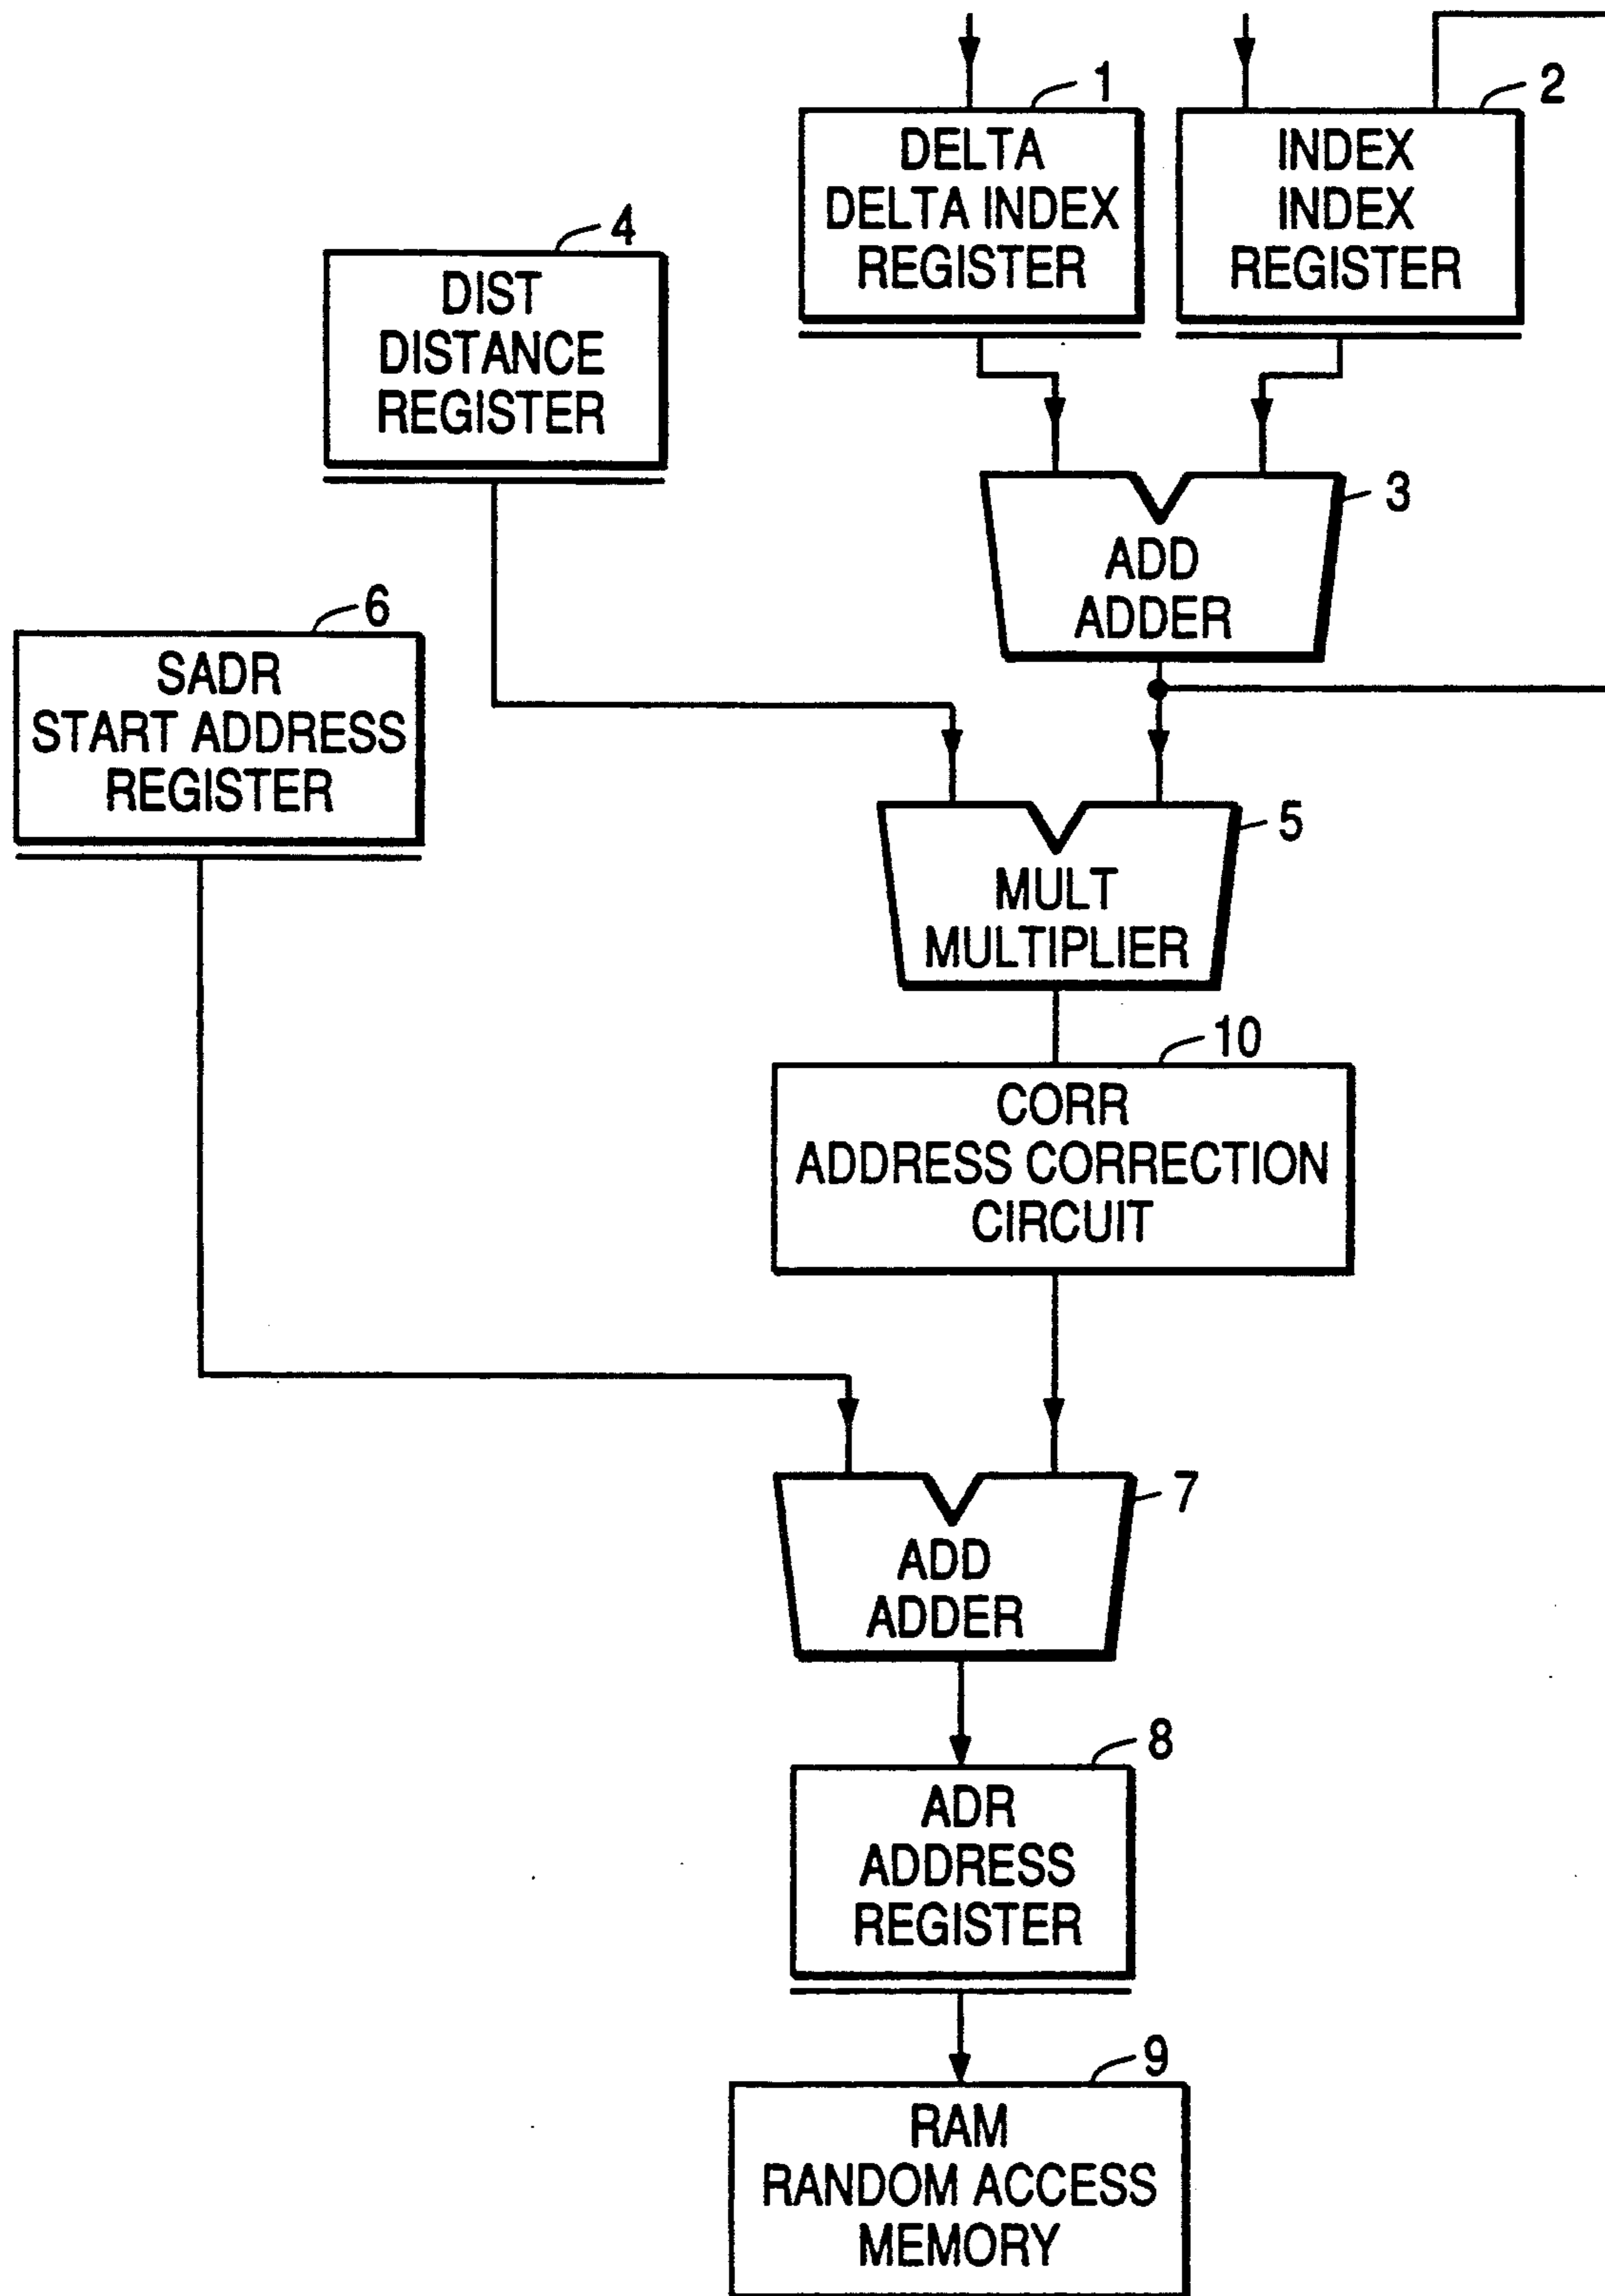 1
DELTA
DELTA INDEX
REGISTER
2
INDEX
INDEX
REGISTER
4
DIST
DISTANCE
REGISTER
3
ADD
ADDER
6
SADR
START ADDRESS
REGISTER
5
MULT
MULTIPLIER
10
CORR
ADDRESS CORRECTION
CIRCUIT
7
ADD
ADDER
8
ADR
ADDRESS
REGISTER
9
RAM
RANDOM ACCESS
MEMORY